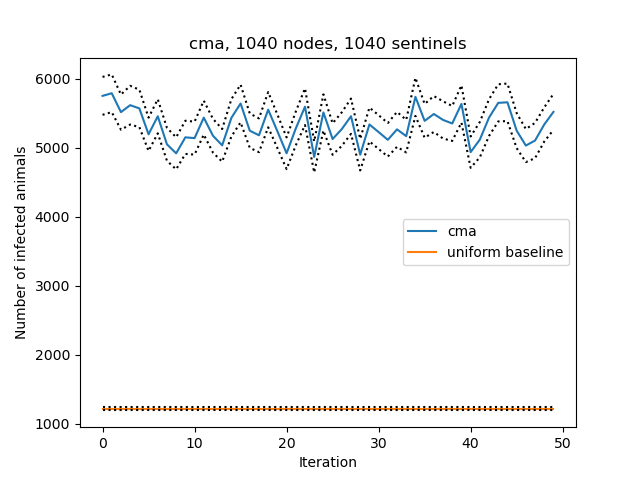 cma, 1040 nodes, 1040 sentinels
Number of infected animals
6000
5000
4000
3000
2000
1000
cma
uniform baseline
0
10
20
30
40
50
Iteration